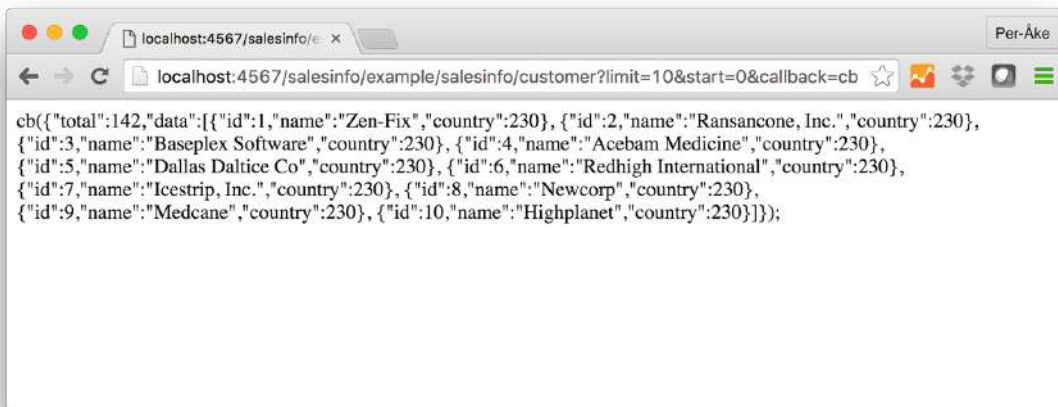 localhost:4567/salesinfo/e
Per-Åke
localhost:4567/salesinfo/example/salesinfo/customer?limit=10&start=0&callback=cb
cb({"total":142,"data":[{"id":1,"name":"Zen-Fix","country":230}, {"id":2,"name":"Ransancone, Inc.","country":230},
{"id":3,"name":"Baseplex Software","country":230}, {"id":4,"name":"Acebam Medicine","country":230},
{"id":5,"name":"Dallas Daltice Co","country":230}, {"id":6,"name":"Redhigh International","country":230},
{"id":7,"name":"Icestrip, Inc.","country":230}, {"id":8,"name":"Newcorp","country":230},
{"id":9,"name":"Medcane","country":230}, {"id":10,"name":"Highplanet","country":230}]});